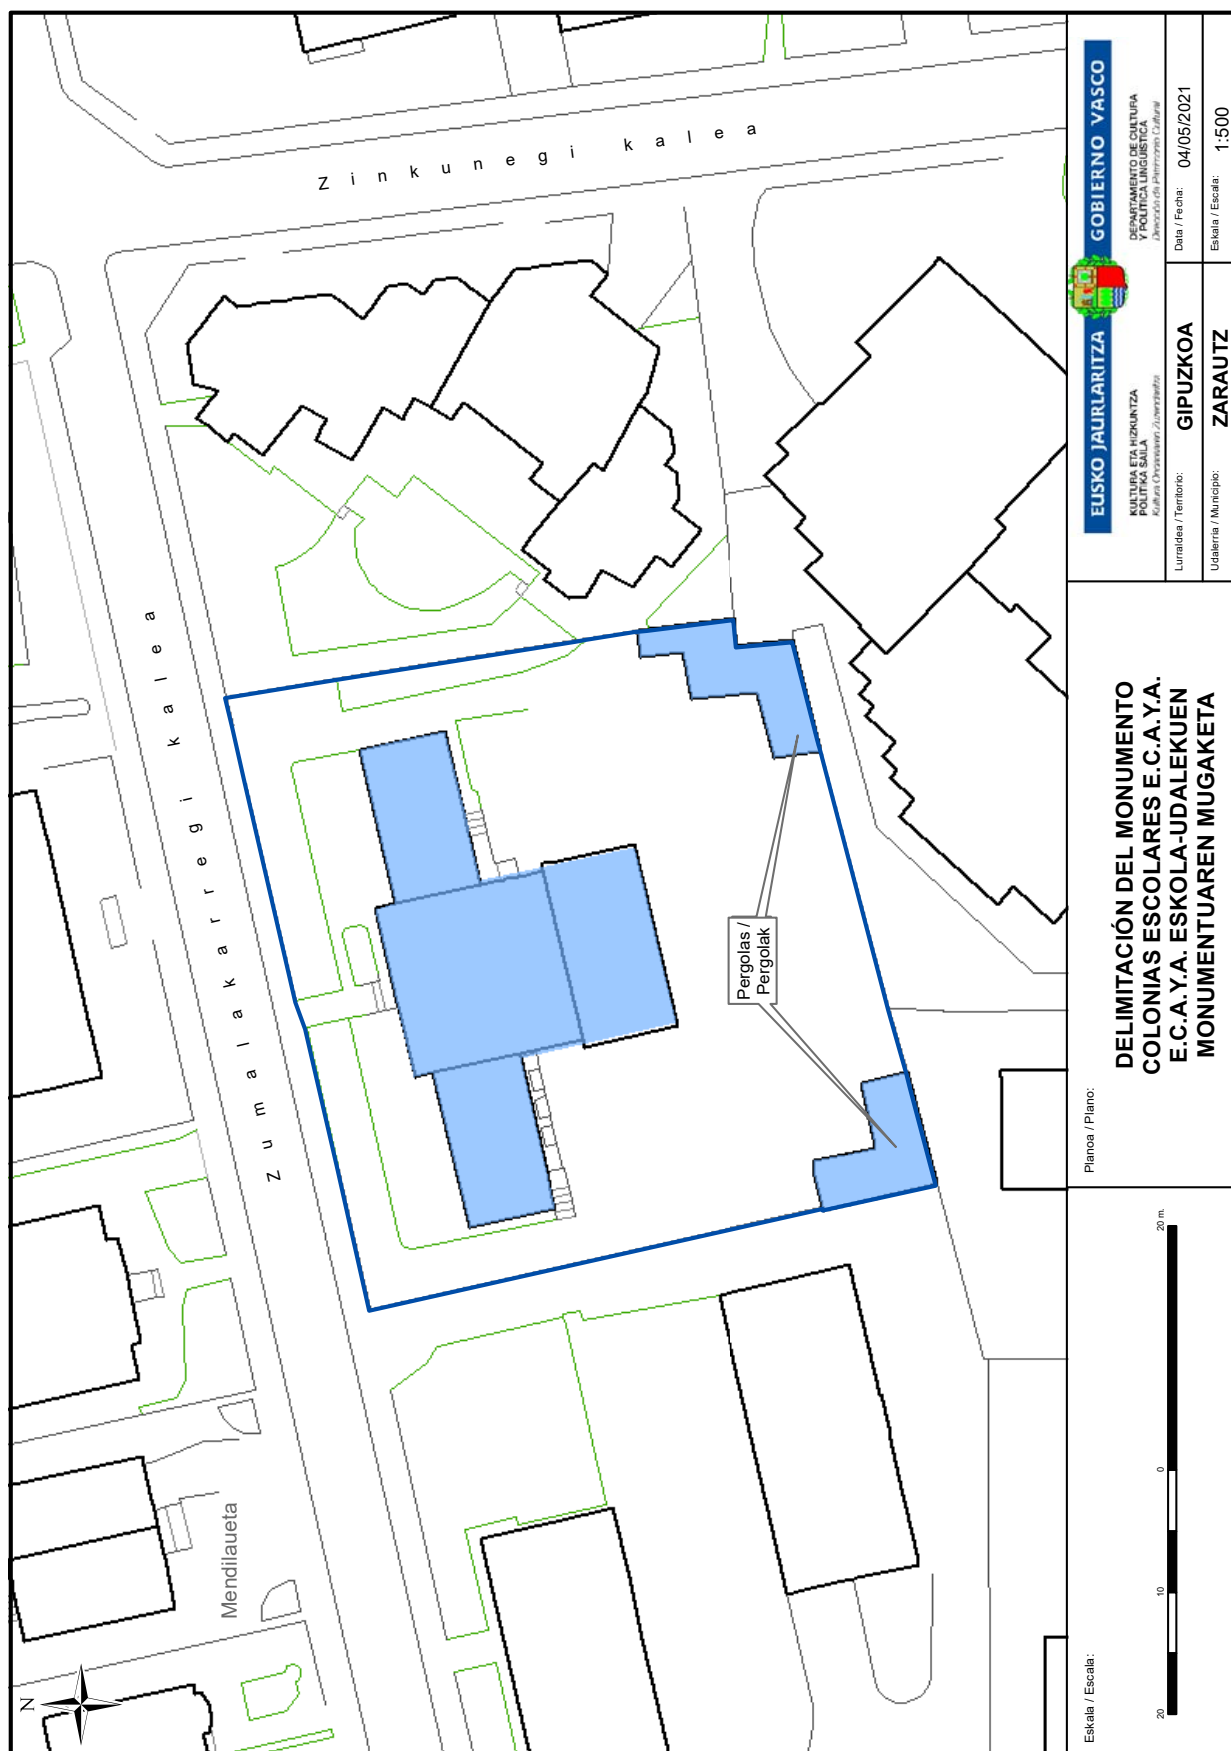 Zinkunegi kalea
Zumalakarregi kalea
Mendilaueta
N
Pergolas /
Pergolak
Eskala / Escala:
20
10
0
20 m.
Planoa / Plano:
DELIMITACIÓN DEL MONUMENTO
COLONIAS ESCOLARES E.C.A.Y.A.
E.C.A.Y.A. ESKOLA-UDALEKUEN
MONUMENTUAREN MUGAKETA
EUSKO JAURLARITZA GOBIERNO VASCO
KULTURA ETA HIZKUNTZA
POLITIKA SAILA
Kultura Ondarearen Zuzendaritza
DEPARTAMENTO DE CULTURA
Y POLÍTICA LINGÜÍSTICA
Dirección de Patrimonio Cultural
Lurraldea / Territorio:
GIPUZKOA
Data / Fecha:
04/05/2021
Udalerria / Municipio:
ZARAUTZ
Eskala / Escala:
1:500